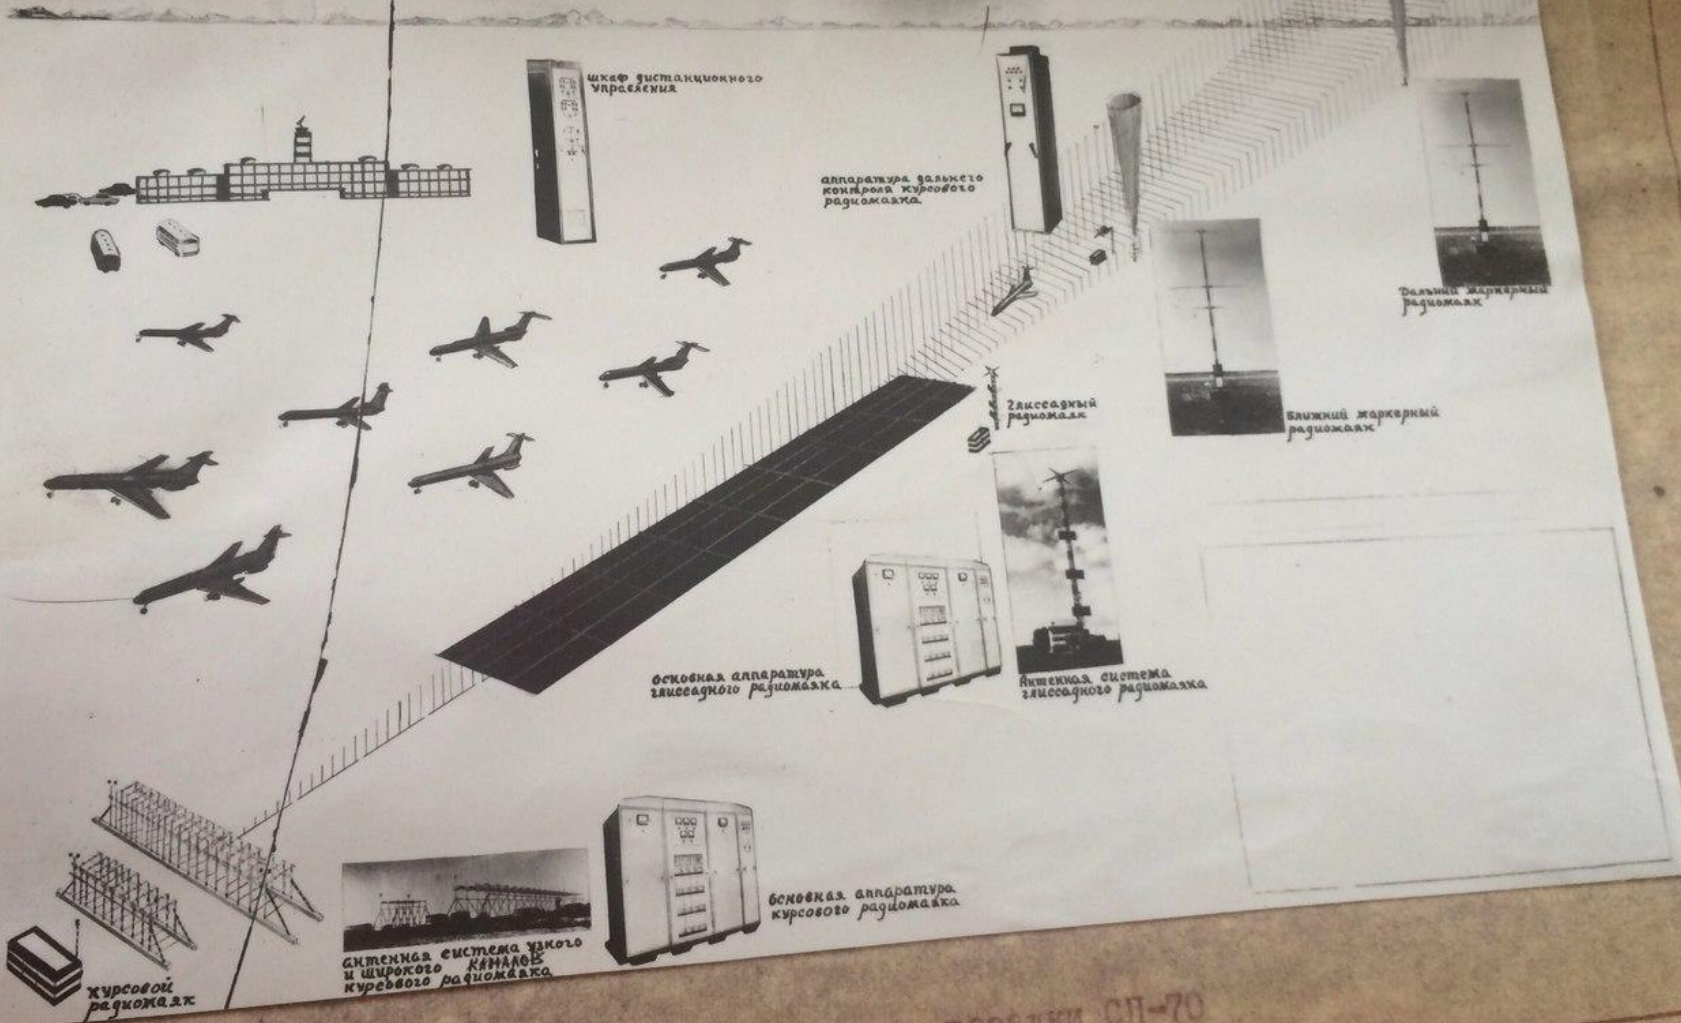 шкаф дистанционного
управления
аппаратура дальнего
контроля курсового
радиомаяка
Дальний маркерный
радиомаяк
Глиссадный
радиомаяк
Ближний маркерный
радиомаяк
основная аппаратура
глиссадного радиомаяка
Антенная система
глиссадного радиомаяка
основная аппаратура
курсового радиомаяка
антенная система узкого
и широкого КАНАЛОВ
курсового радиомаяка
курсовой
радиомаяк
СП-70